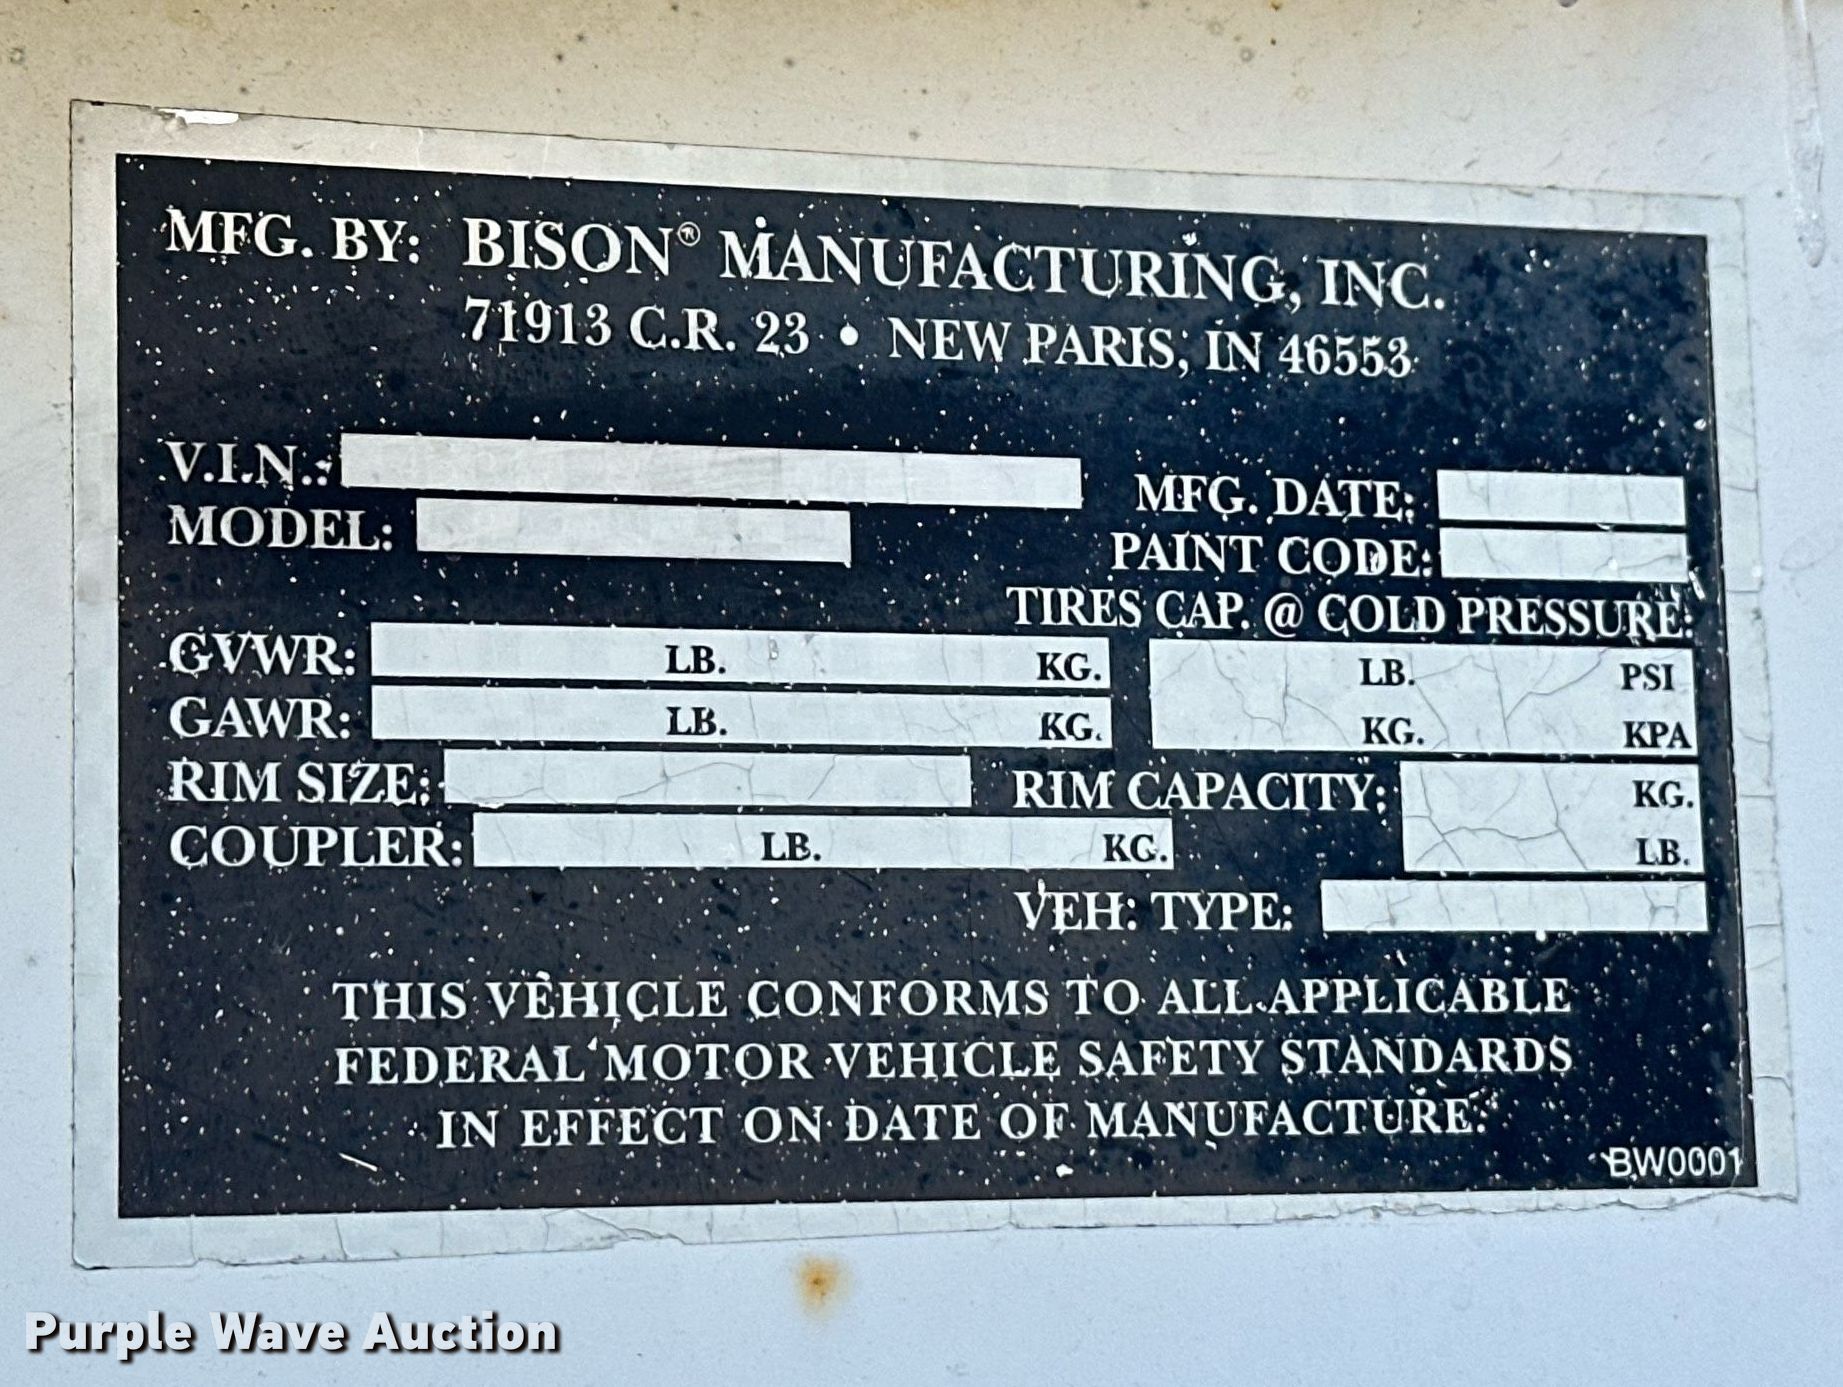 MFG. BY: BISON® MANUFACTURING, INC.
71913 C.R. 23 • NEW PARIS, IN 46553
V.I.N.:
MODEL:
MFG. DATE:
PAINT CODE:
TIRES CAP. @ COLD PRESSURE:
GVWR: LB. KG.
LB. PSI
GAWR: LB. KG.
KG. KPA
RIM SIZE:
RIM CAPACITY: KG.
LB.
COUPLER: LB. KG.
VEH. TYPE:
THIS VEHICLE CONFORMS TO ALL APPLICABLE
FEDERAL MOTOR VEHICLE SAFETY STANDARDS
IN EFFECT ON DATE OF MANUFACTURE.
BW0001
Purple Wave Auction